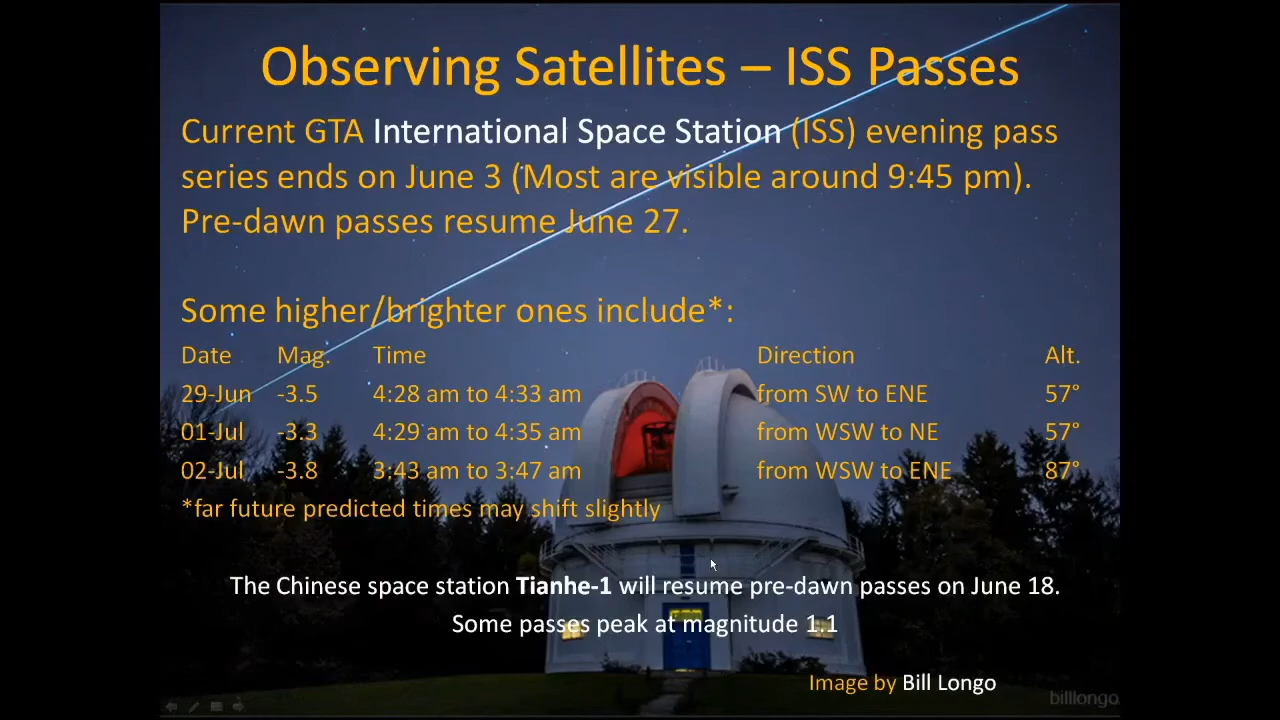 Observing Satellites – ISS Passes
Current GTA International Space Station (ISS) evening pass
series ends on June 3 (Most are visible around 9:45 pm).
Pre-dawn passes resume June 27.
Some higher/brighter ones include*:
Date Mag. Time Direction Alt.
29-Jun -3.5 4:28 am to 4:33 am from SW to ENE 57°
01-Jul -3.3 4:29 am to 4:35 am from WSW to NE 57°
02-Jul -3.8 3:43 am to 3:47 am from WSW to ENE 87°
*far future predicted times may shift slightly
The Chinese space station Tianhe-1 will resume pre-dawn passes on June 18.
Some passes peak at magnitude 1.1
Image by Bill Longo
billlongo